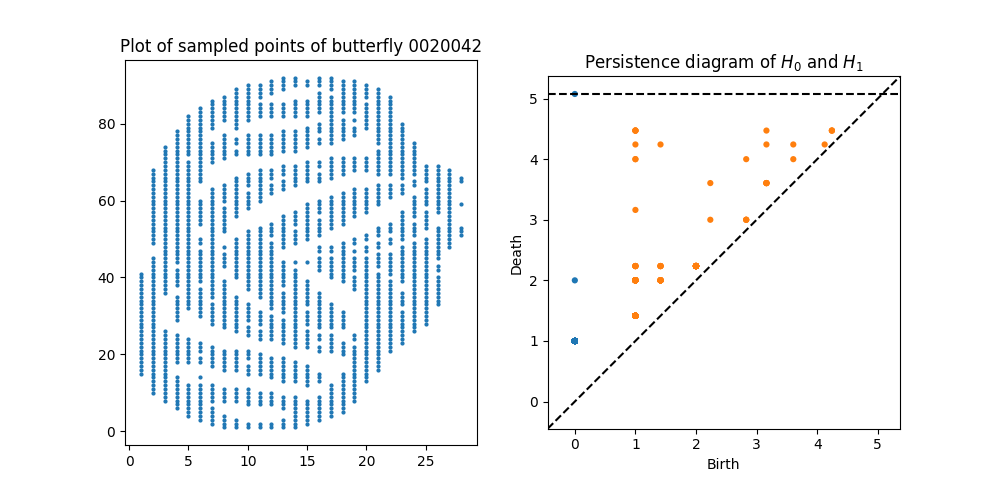 Plot of sampled points of butterfly 0020042
80
60
40
20
0
0 5 10 15 20 25
Persistence diagram of H₀ and H₁
5
4
3
2
1
0
Death
0 1 2 3 4 5
Birth